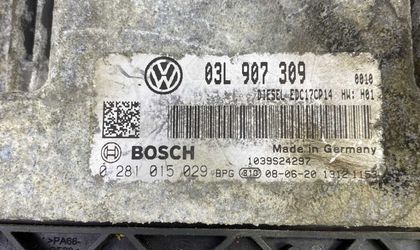 03L 907 309
0010
DIESEL EDC17CP14 HW: H01
BOSCH
Made in Germany
1039S24297
0 281 015 029
BPG 08-06-20
>PA66-